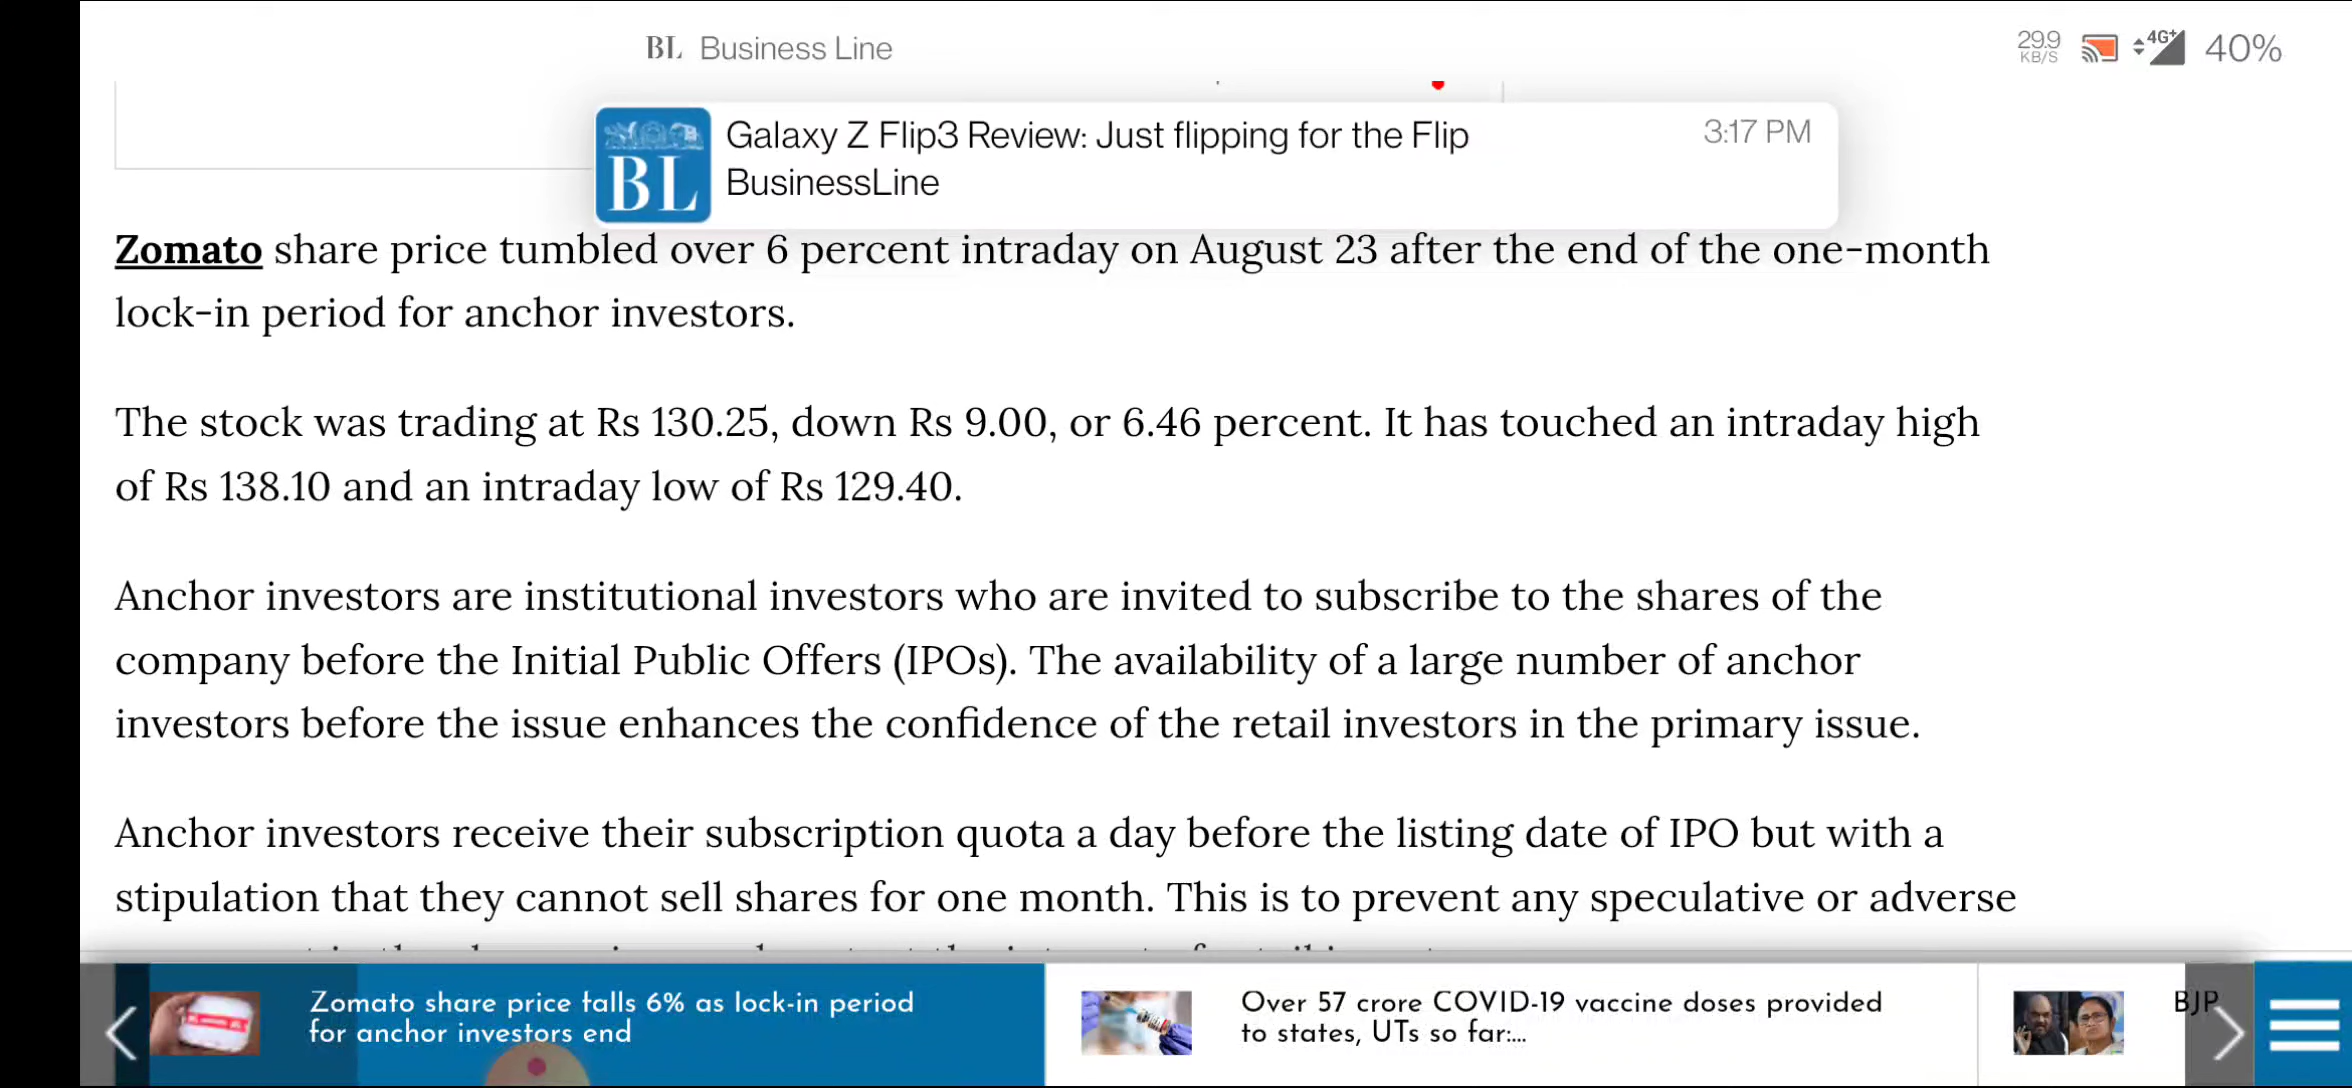 BL Business Line
29.9 KB/S 4G+ 40%
Galaxy Z Flip3 Review: Just flipping for the Flip 3:17 PM
BL BusinessLine
Zomato share price tumbled over 6 percent intraday on August 23 after the end of the one-month
lock-in period for anchor investors.
The stock was trading at Rs 130.25, down Rs 9.00, or 6.46 percent. It has touched an intraday high
of Rs 138.10 and an intraday low of Rs 129.40.
Anchor investors are institutional investors who are invited to subscribe to the shares of the
company before the Initial Public Offers (IPOs). The availability of a large number of anchor
investors before the issue enhances the confidence of the retail investors in the primary issue.
Anchor investors receive their subscription quota a day before the listing date of IPO but with a
stipulation that they cannot sell shares for one month. This is to prevent any speculative or adverse
Zomato share price falls 6% as lock-in period
for anchor investors end
Over 57 crore COVID-19 vaccine doses provided
to states, UTs so far:...
BJP